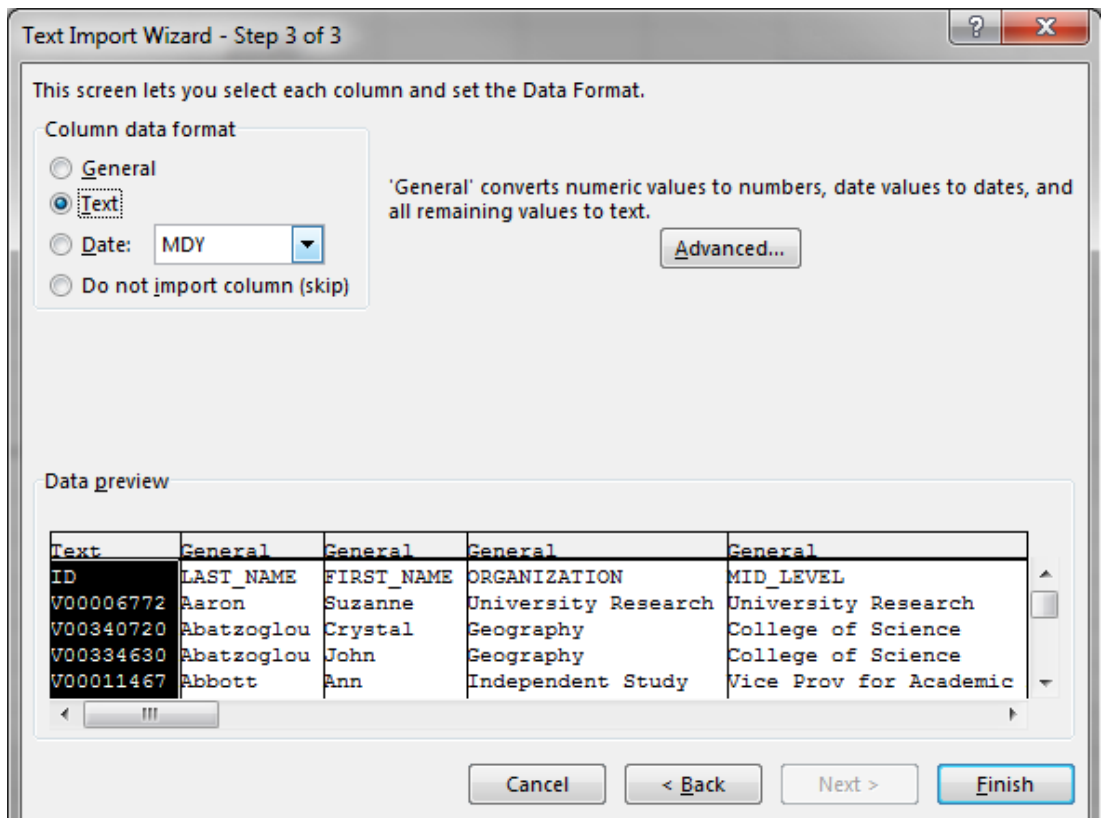 Text Import Wizard - Step 3 of 3
This screen lets you select each column and set the Data Format.
Column data format
General
Text
Date: MDY
Do not import column (skip)
'General' converts numeric values to numbers, date values to dates, and
all remaining values to text.
Advanced...
Data preview
Text General General General General
ID LAST_NAME FIRST_NAME ORGANIZATION MID_LEVEL
V00006772 Aaron Suzanne University Research University Research
V00340720 Abatzoglou Crystal Geography College of Science
V00334630 Abatzoglou John Geography College of Science
V00011467 Abbott Ann Independent Study Vice Prov for Academic
Cancel < Back Next > Finish